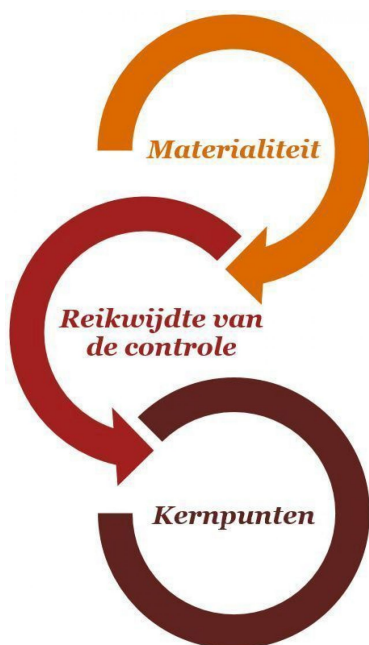 Materialiteit
Reikwijdte van
de controle
Kernpunten